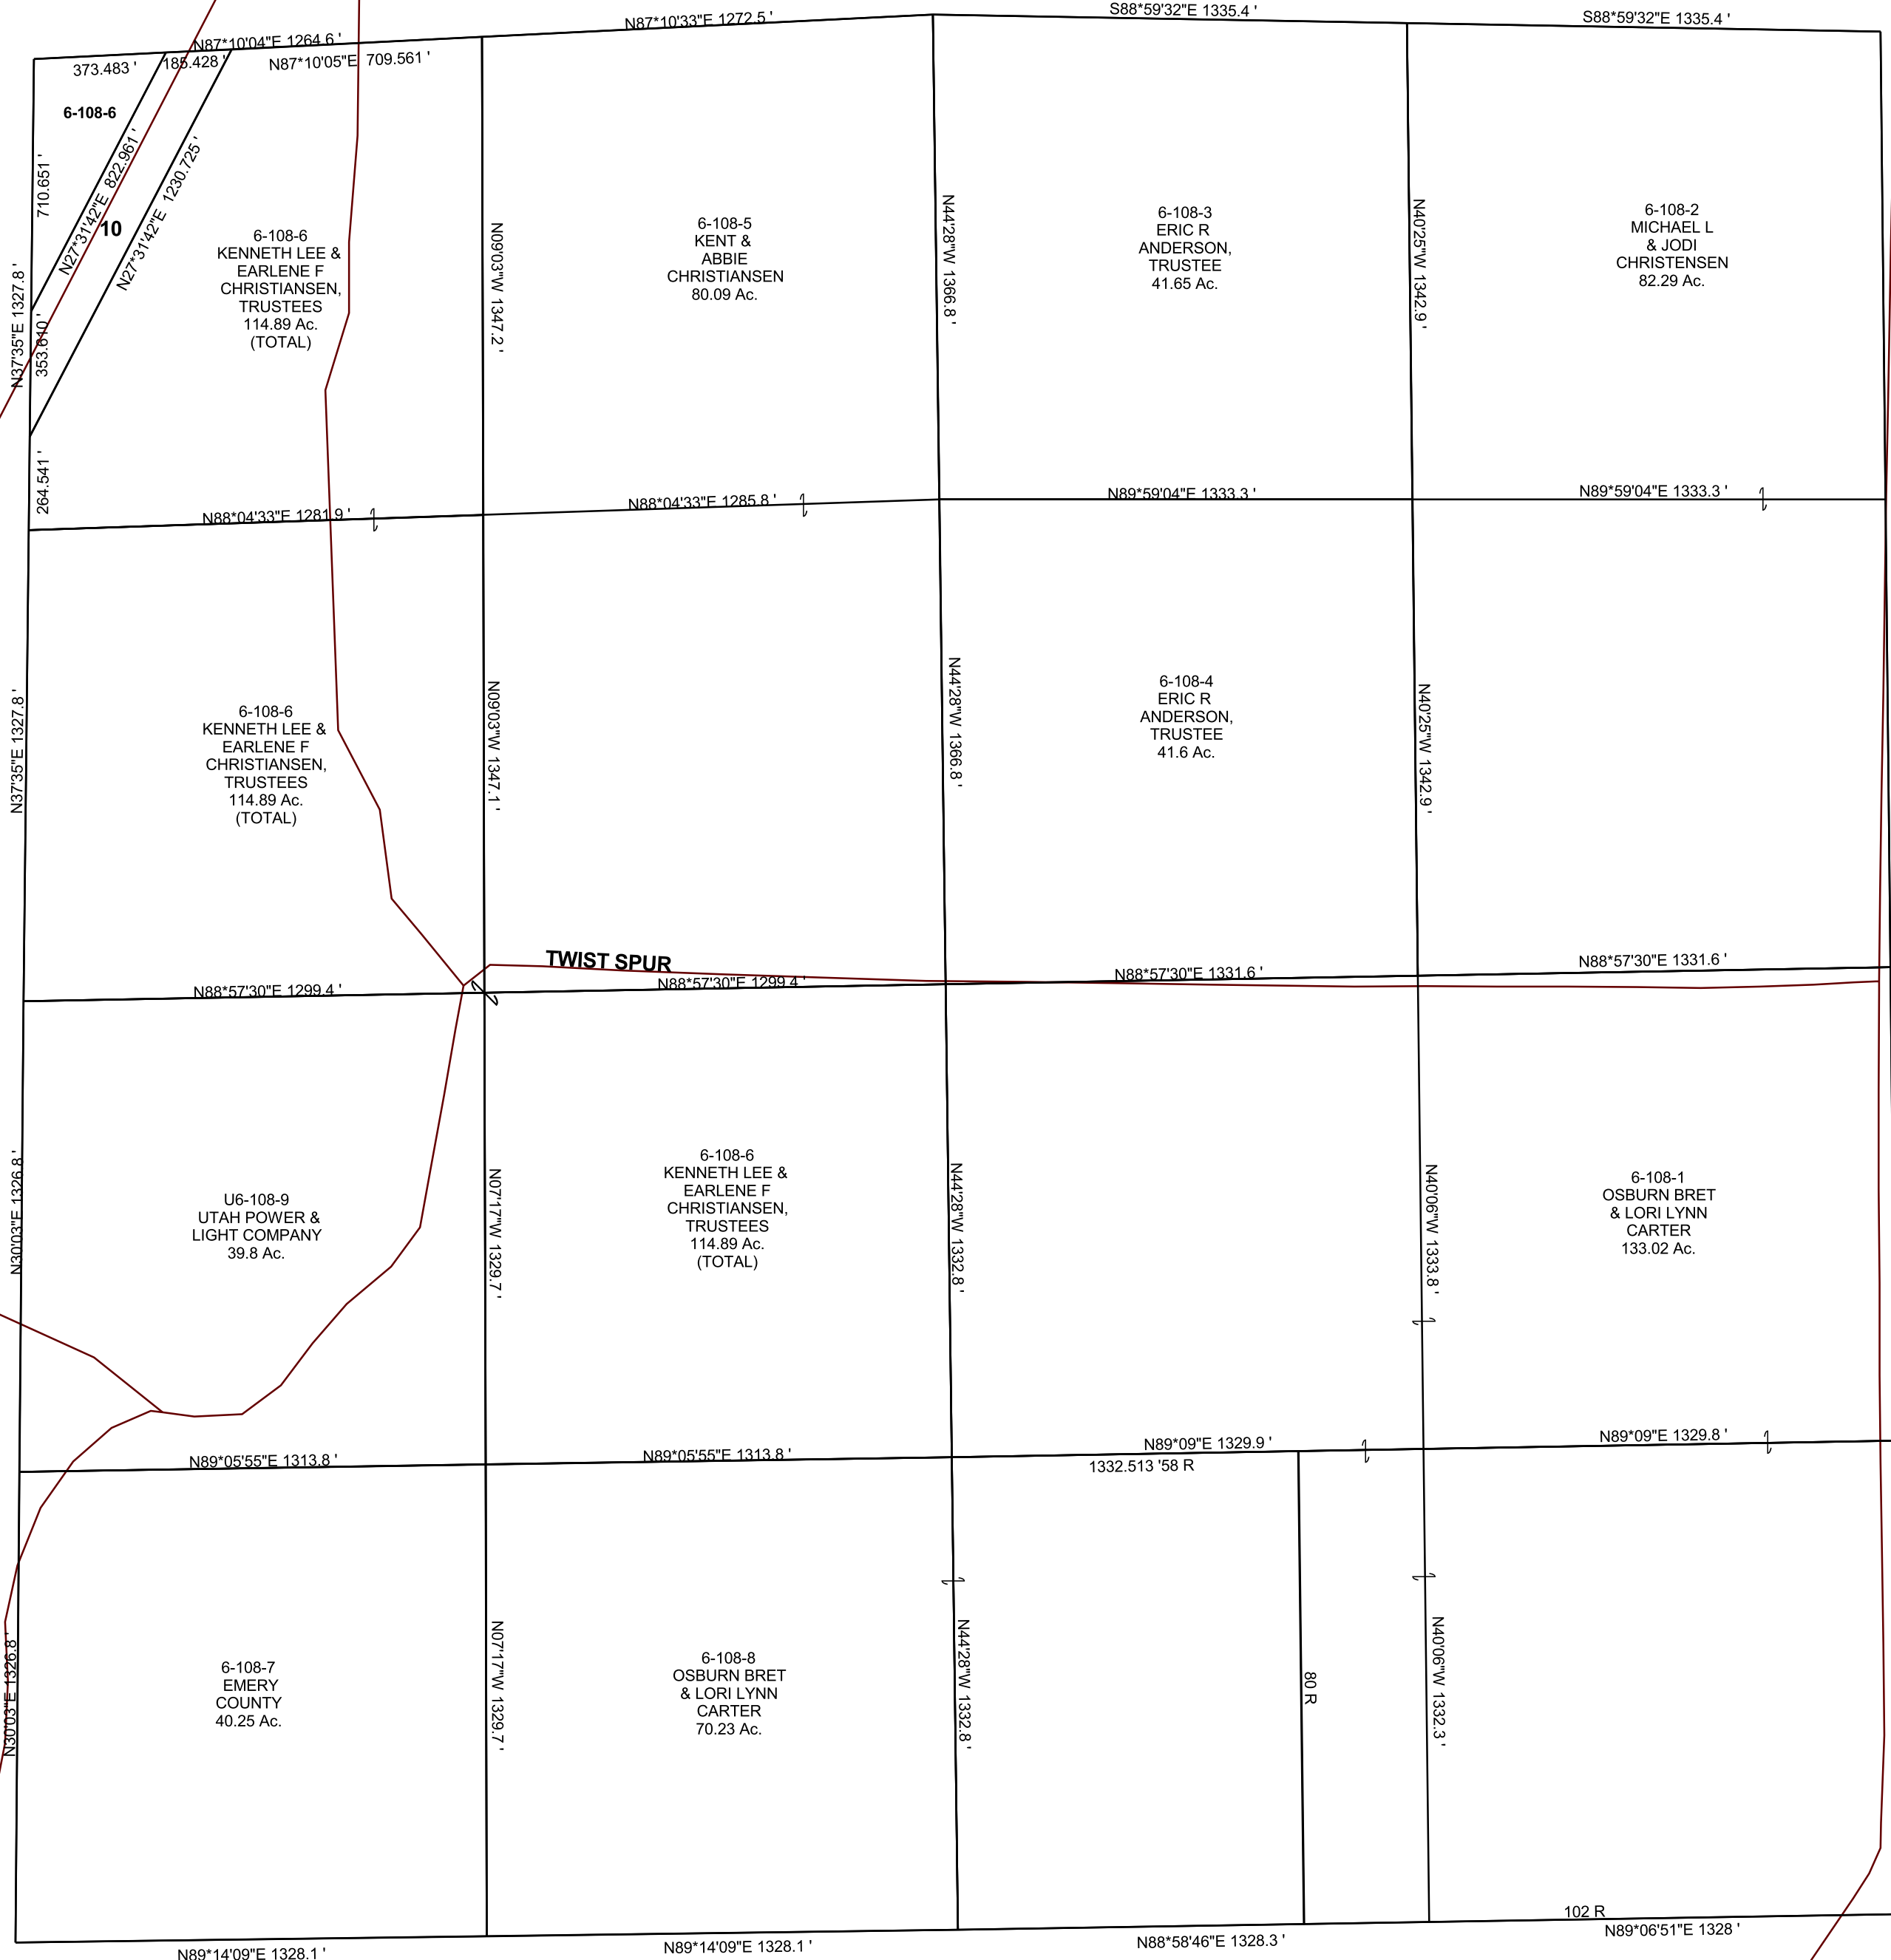 N87*10'33"E 1272.5 '
S88*59'32"E 1335.4 '
S88*59'32"E 1335.4 '
N87*10'04"E 1264.6 '
373.483 '
185.428 '
N87*10'05"E 709.561 '
6-108-6
710.651 '
N27*31'42"E 822.961 '
N27*31'42"E 1230.725 '
10
N37'35"E 1327.8 '
353.610 '
264.541 '
6-108-6
KENNETH LEE &
EARLENE F
CHRISTIANSEN,
TRUSTEES
114.89 Ac.
(TOTAL)
N09'03"W 1347.2 '
6-108-5
KENT &
ABBIE
CHRISTIANSEN
80.09 Ac.
N44'28"W 1366.8 '
6-108-3
ERIC R
ANDERSON,
TRUSTEE
41.65 Ac.
N40'25"W 1342.9 '
6-108-2
MICHAEL L
& JODI
CHRISTENSEN
82.29 Ac.
N88*04'33"E 1281.9 '
N88*04'33"E 1285.8 '
N89*59'04"E 1333.3 '
N89*59'04"E 1333.3 '
N37'35"E 1327.8 '
6-108-6
KENNETH LEE &
EARLENE F
CHRISTIANSEN,
TRUSTEES
114.89 Ac.
(TOTAL)
N09'03"W 1347.1 '
N44'28"W 1366.8 '
6-108-4
ERIC R
ANDERSON,
TRUSTEE
41.6 Ac.
N40'25"W 1342.9 '
TWIST SPUR
N88*57'30"E 1299.4 '
N88*57'30"E 1299.4 '
N88*57'30"E 1331.6 '
N88*57'30"E 1331.6 '
N30'03"E 1326.8 '
U6-108-9
UTAH POWER &
LIGHT COMPANY
39.8 Ac.
N07'17"W 1329.7 '
6-108-6
KENNETH LEE &
EARLENE F
CHRISTIANSEN,
TRUSTEES
114.89 Ac.
(TOTAL)
N44'28"W 1332.8 '
N40'06"W 1333.8 '
6-108-1
OSBURN BRET
& LORI LYNN
CARTER
133.02 Ac.
N89*05'55"E 1313.8 '
N89*05'55"E 1313.8 '
N89*09"E 1329.9 '
N89*09"E 1329.8 '
1332.513 '58 R
N30'03"E 1326.8 '
6-108-7
EMERY
COUNTY
40.25 Ac.
N07'17"W 1329.7 '
6-108-8
OSBURN BRET
& LORI LYNN
CARTER
70.23 Ac.
N44'28"W 1332.8 '
80 R
N40'06"W 1332.3 '
102 R
N89*14'09"E 1328.1 '
N89*14'09"E 1328.1 '
N88*58'46"E 1328.3 '
N89*06'51"E 1328 '